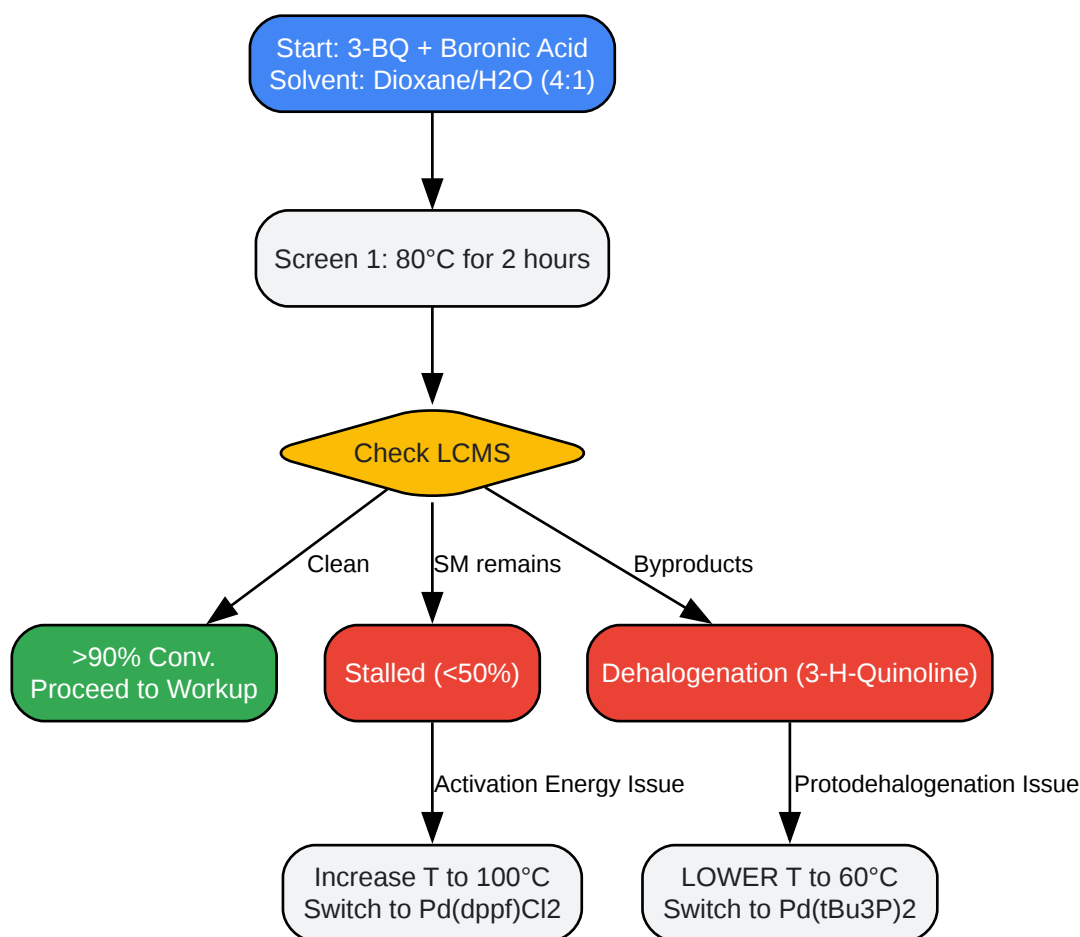 Start: 3-BQ + Boronic Acid
Solvent: Dioxane/H2O (4:1)
Screen 1: 80°C for 2 hours
Check LCMS
Clean
SM remains
Byproducts
>90% Conv.
Proceed to Workup
Stalled (<50%)
Dehalogenation (3-H-Quinoline)
Activation Energy Issue
Protodehalogenation Issue
Increase T to 100°C
Switch to Pd(dppf)Cl2
LOWER T to 60°C
Switch to Pd(tBu3P)2